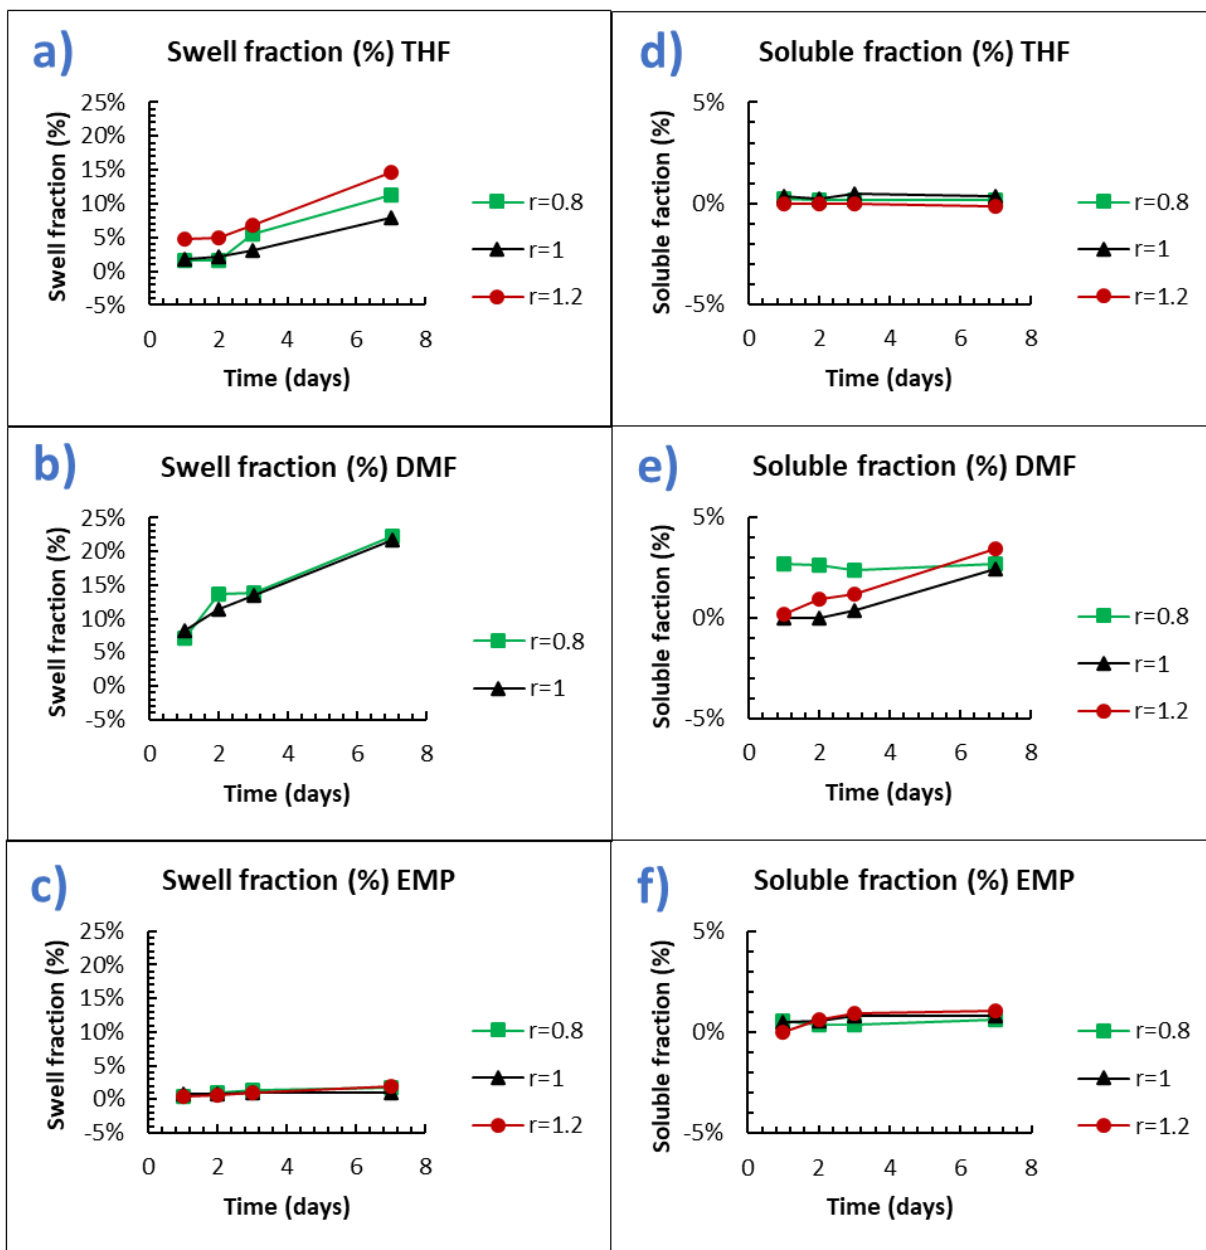 a)
Swell fraction (%) THF
Swell fraction (%)
25%
20%
15%
10%
5%
0%
-5%
0 2 4 6 8
Time (days)
r=0.8
r=1
r=1.2
d)
Soluble fraction (%) THF
Soluble faction (%)
5%
0%
-5%
0 2 4 6 8
Time (days)
r=0.8
r=1
r=1.2
b)
Swell fraction (%) DMF
Swell fraction (%)
25%
20%
15%
10%
5%
0%
-5%
0 2 4 6 8
Time (days)
r=0.8
r=1
e)
Soluble fraction (%) DMF
Soluble faction (%)
5%
0%
-5%
0 2 4 6 8
Time (days)
r=0.8
r=1
r=1.2
c)
Swell fraction (%) EMP
Swell fraction (%)
25%
20%
15%
10%
5%
0%
-5%
0 2 4 6 8
Time (days)
r=0.8
r=1
r=1.2
f)
Soluble fraction (%) EMP
Soluble fraction (%)
5%
0%
-5%
0 2 4 6 8
Time (days)
r=0.8
r=1
r=1.2